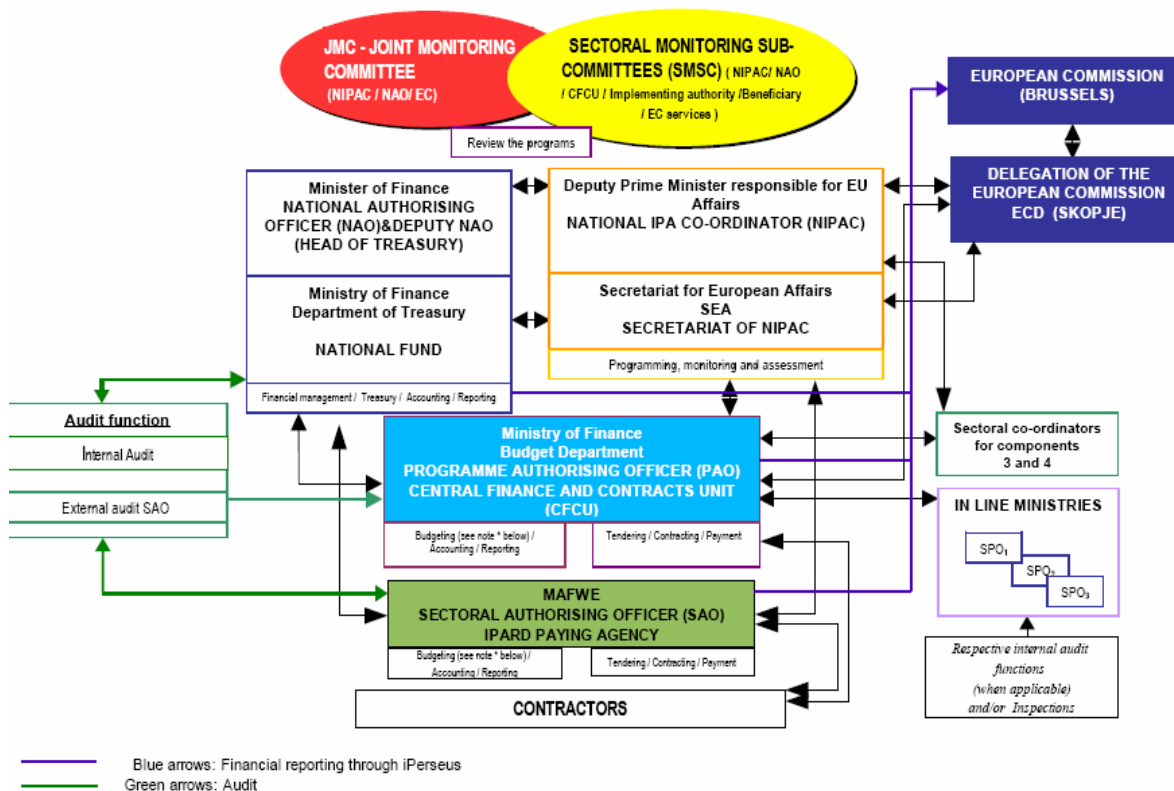 JMC - JOINT MONITORING
COMMITTEE
(NIPAC / NAO/ EC)
SECTORAL MONITORING SUB-
COMMITTEES (SMSC) ( NIPAC/ NAO
/ CFCU / Implementing authority /Beneficiary
/ EC services )
Review the programs
EUROPEAN COMMISSION
(BRUSSELS)
DELEGATION OF THE
EUROPEAN COMMISSION
ECD (SKOPJE)
Minister of Finance
NATIONAL AUTHORISING
OFFICER (NAO)&DEPUTY NAO
(HEAD OF TREASURY)
Deputy Prime Minister responsible for EU
Affairs
NATIONAL IPA CO-ORDINATOR (NIPAC)
Ministry of Finance
Department of Treasury
NATIONAL FUND
Financial management / Treasury / Accounting / Reporting
Secretariat for European Affairs
SEA
SECRETARIAT OF NIPAC
Programming, monitoring and assessment
Audit function
Internal Audit
External audit SAO
Ministry of Finance
Budget Department
PROGRAMME AUTHORISING OFFICER (PAO)
CENTRAL FINANCE AND CONTRACTS UNIT
(CFCU)
Budgeting (see note * below) /
Accounting / Reporting
Tendering / Contracting / Payment
Sectoral co-ordinators
for components
3 and 4
IN LINE MINISTRIES
SPO1
SPO2
SPO3
MAFWE
SECTORAL AUTHORISING OFFICER (SAO)
IPARD PAYING AGENCY
Budgeting (see note * below) /
Accounting / Reporting
Tendering / Contracting / Payment
Respective internal audit
functions
(when applicable)
and/or Inspections
CONTRACTORS
Blue arrows: Financial reporting through iPerseus
Green arrows: Audit